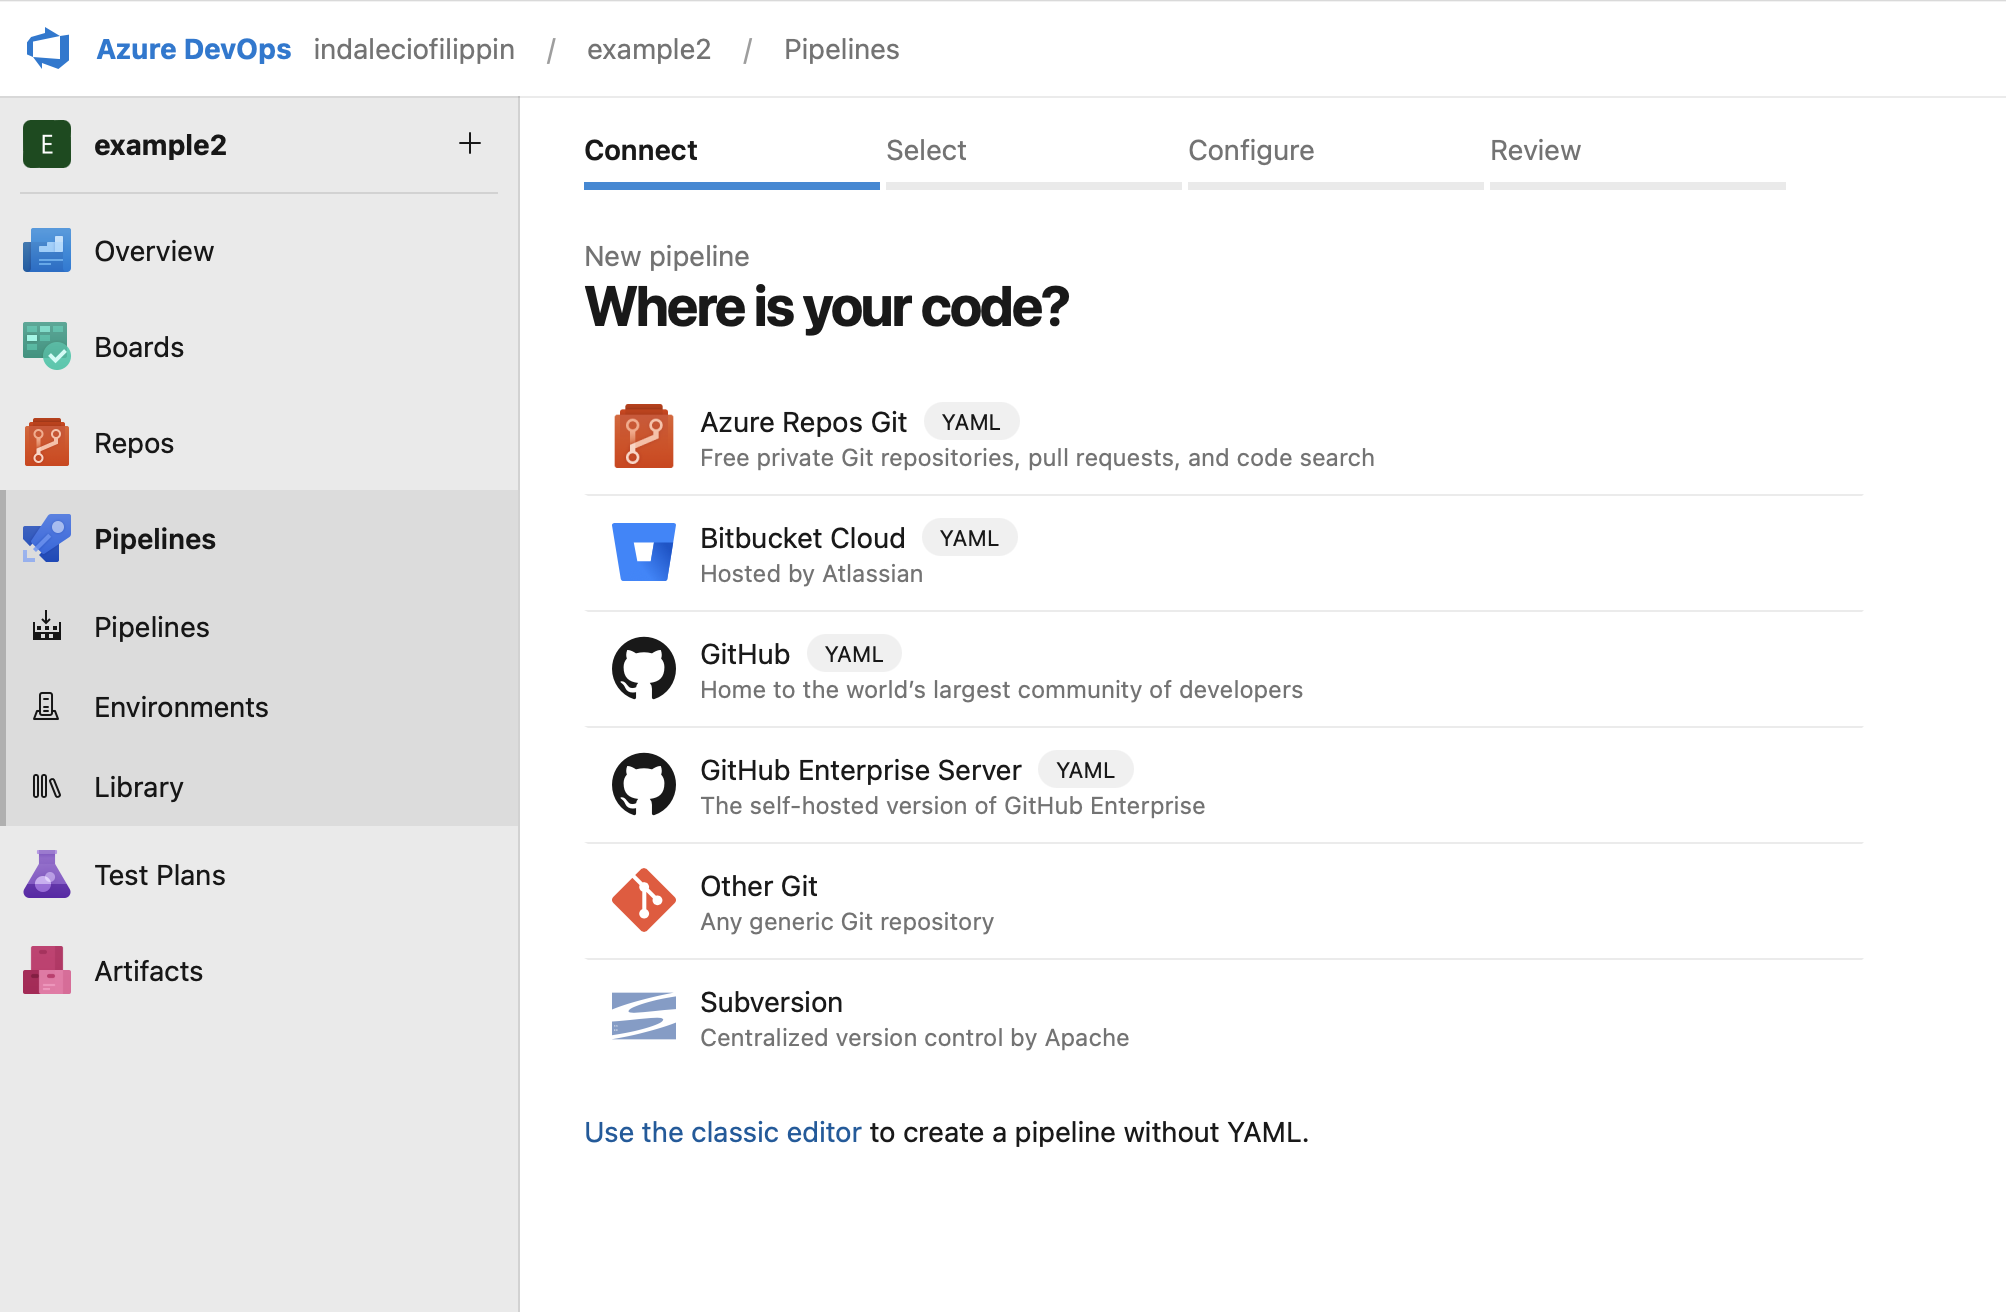 Azure DevOps indaleciofilippin / example2 / Pipelines
E example2 +
Overview
Boards
Repos
Pipelines
Pipelines
Environments
Library
Test Plans
Artifacts
Connect Select Configure Review
New pipeline
Where is your code?
Azure Repos Git YAML
Free private Git repositories, pull requests, and code search
Bitbucket Cloud YAML
Hosted by Atlassian
GitHub YAML
Home to the world’s largest community of developers
GitHub Enterprise Server YAML
The self-hosted version of GitHub Enterprise
Other Git
Any generic Git repository
Subversion
Centralized version control by Apache
Use the classic editor to create a pipeline without YAML.